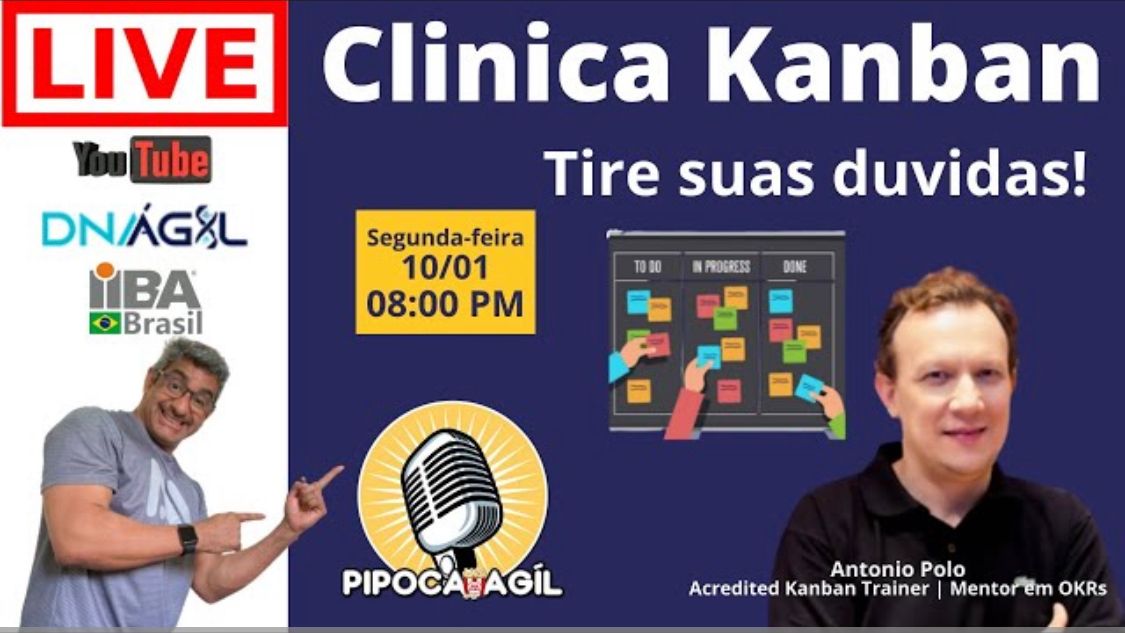 LIVE
YouTube
DNÁGIL
iiBA®
Brasil
Clinica Kanban
Tire suas duvidas!
Segunda-feira
10/01
08:00 PM
TO DO
IN PROGRESS
DONE
PIPOCA AGÍL
Antonio Polo
Acredited Kanban Trainer | Mentor em OKRs